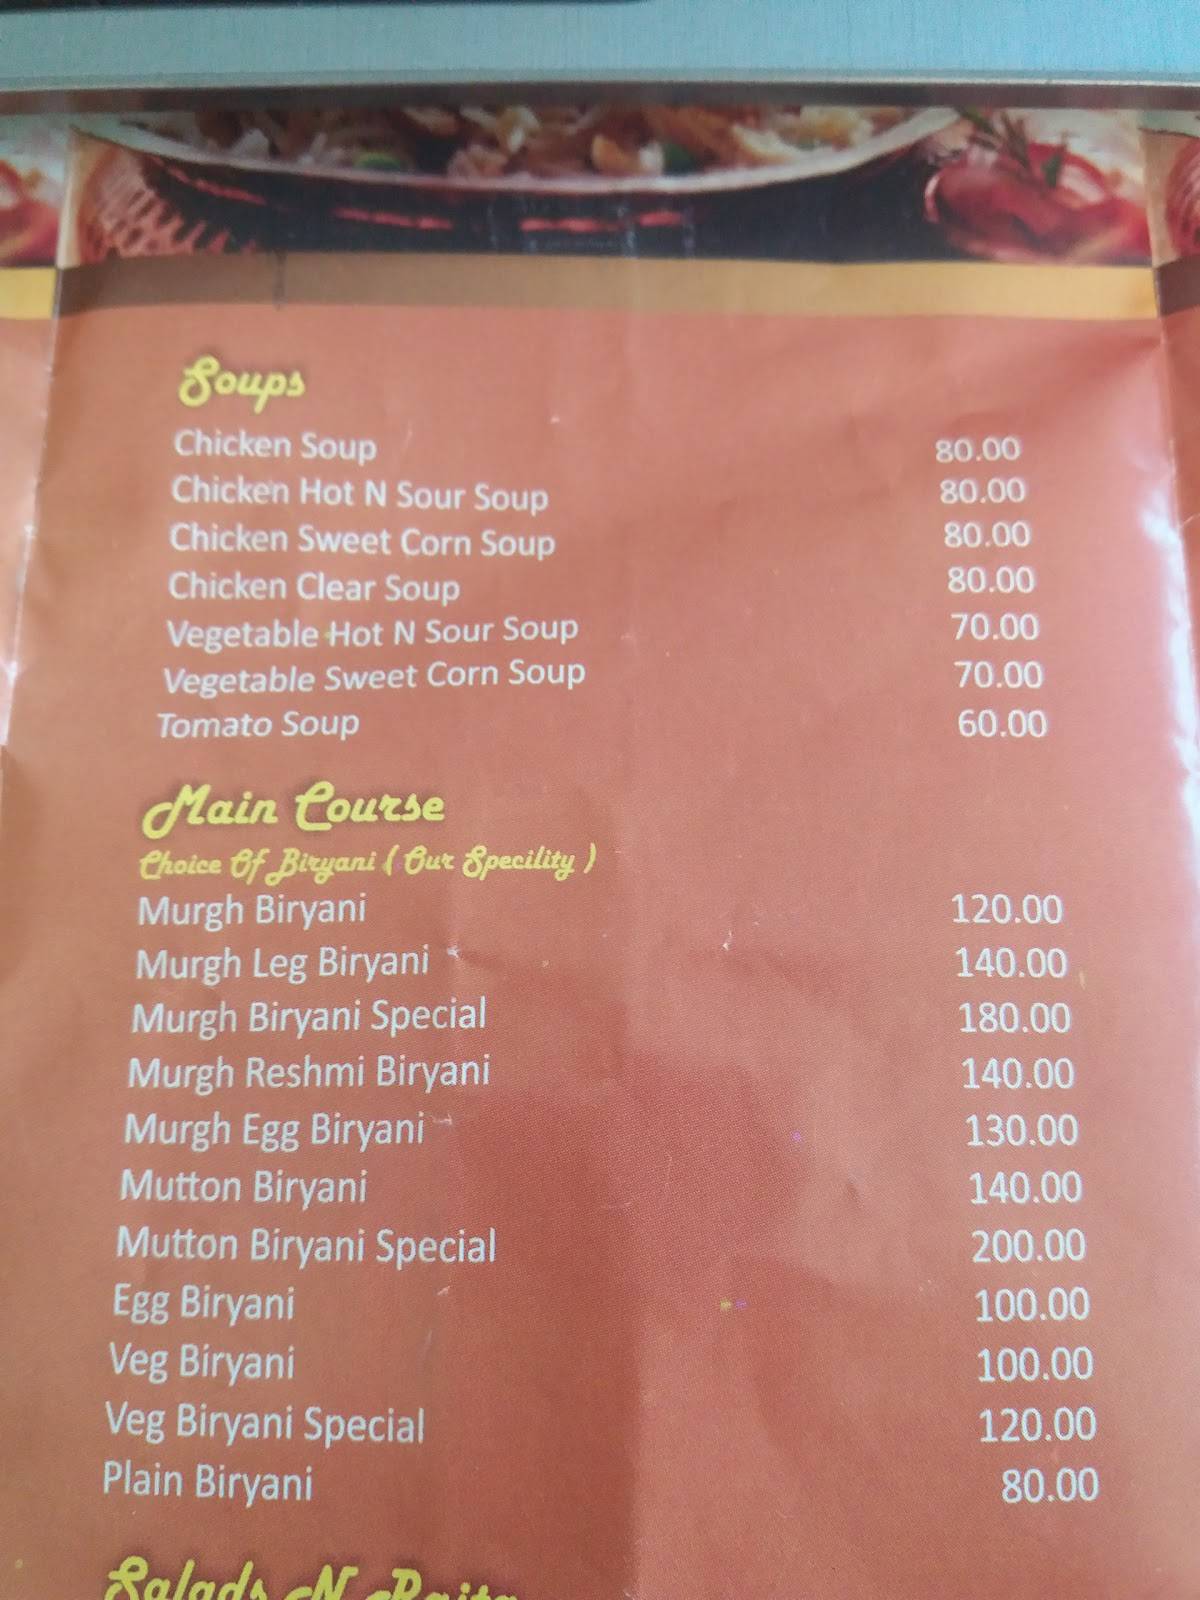 Soups
Chicken Soup 80.00
Chicken Hot N Sour Soup 80.00
Chicken Sweet Corn Soup 80.00
Chicken Clear Soup 80.00
Vegetable Hot N Sour Soup 70.00
Vegetable Sweet Corn Soup 70.00
Tomato Soup 60.00
Main Course
Choice Of Biryani ( Our Specility )
Murgh Biryani 120.00
Murgh Leg Biryani 140.00
Murgh Biryani Special 180.00
Murgh Reshmi Biryani 140.00
Murgh Egg Biryani 130.00
Mutton Biryani 140.00
Mutton Biryani Special 200.00
Egg Biryani 100.00
Veg Biryani 100.00
Veg Biryani Special 120.00
Plain Biryani 80.00
Salads N Raita